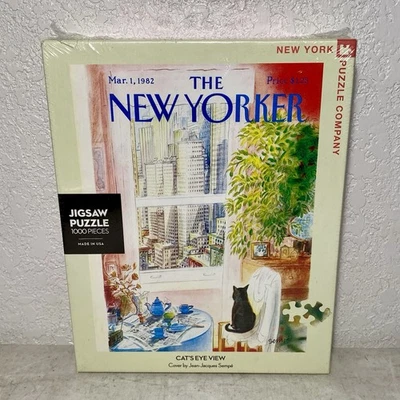 NEW YORK
PUZZLE COMPANY
Mar. 1, 1982
THE
Price
NEW YORKER
JIGSAW
PUZZLE
1000 PIECES
MADE IN USA
CAT'S EYE VIEW
Cover by Jean-Jacques Sempé